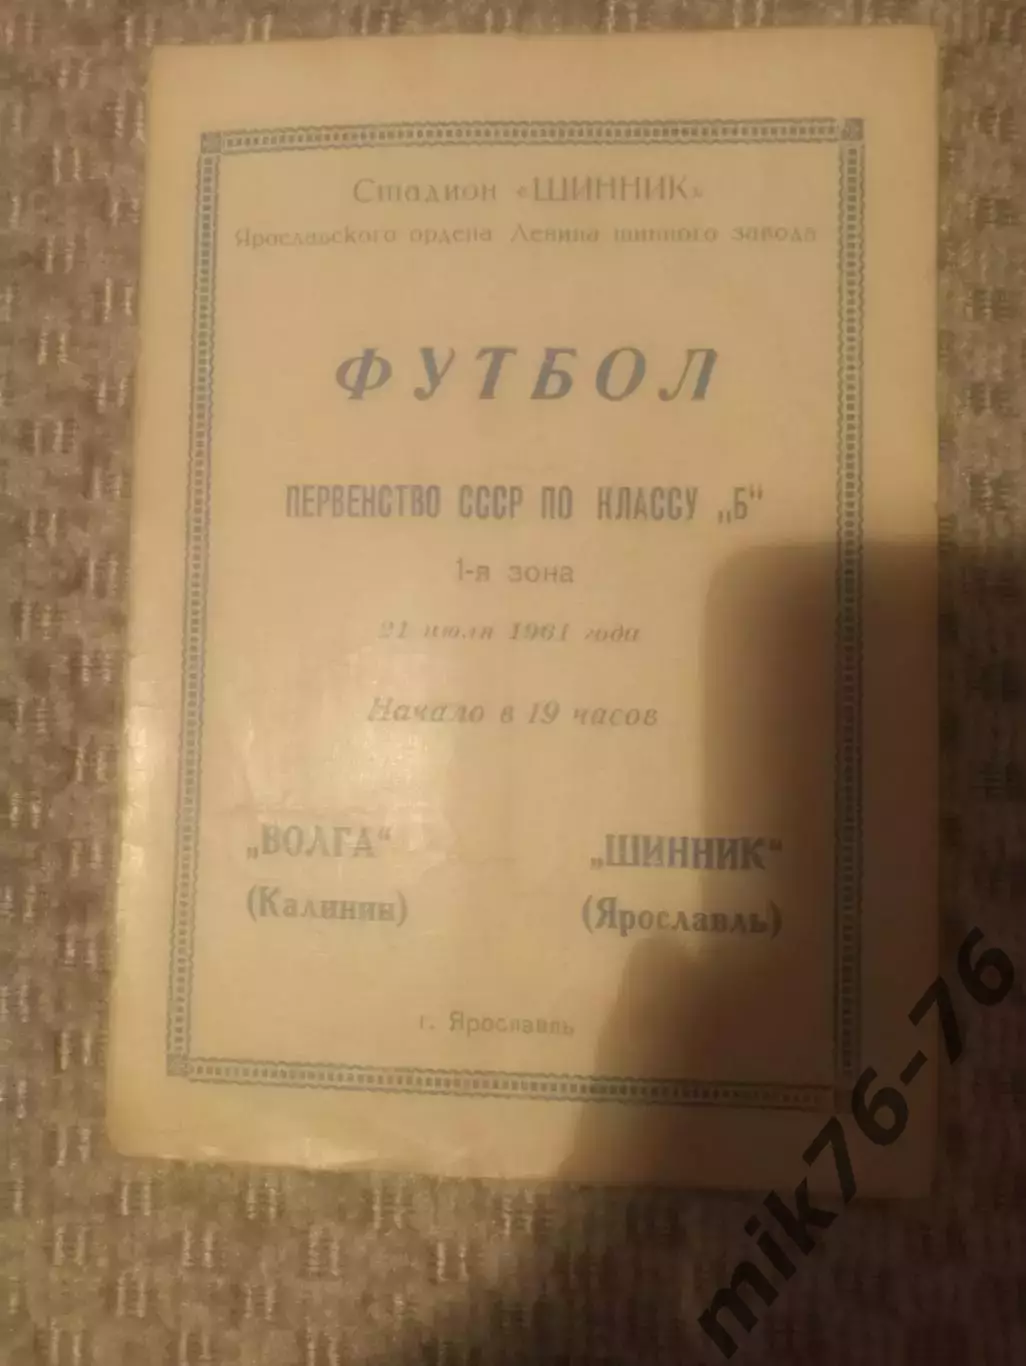 Стадион «ШИННИК»
Ярославского ордена Ленина шинного завода
ФУТБОЛ
ПЕРВЕНСТВО СССР ПО КЛАССУ „Б"
1-я зона
21 июля 1961 года
Начало в 19 часов
„ВОЛГА" „ШИННИК"
(Калинин) (Ярославль)
г. Ярославль
mik76-76